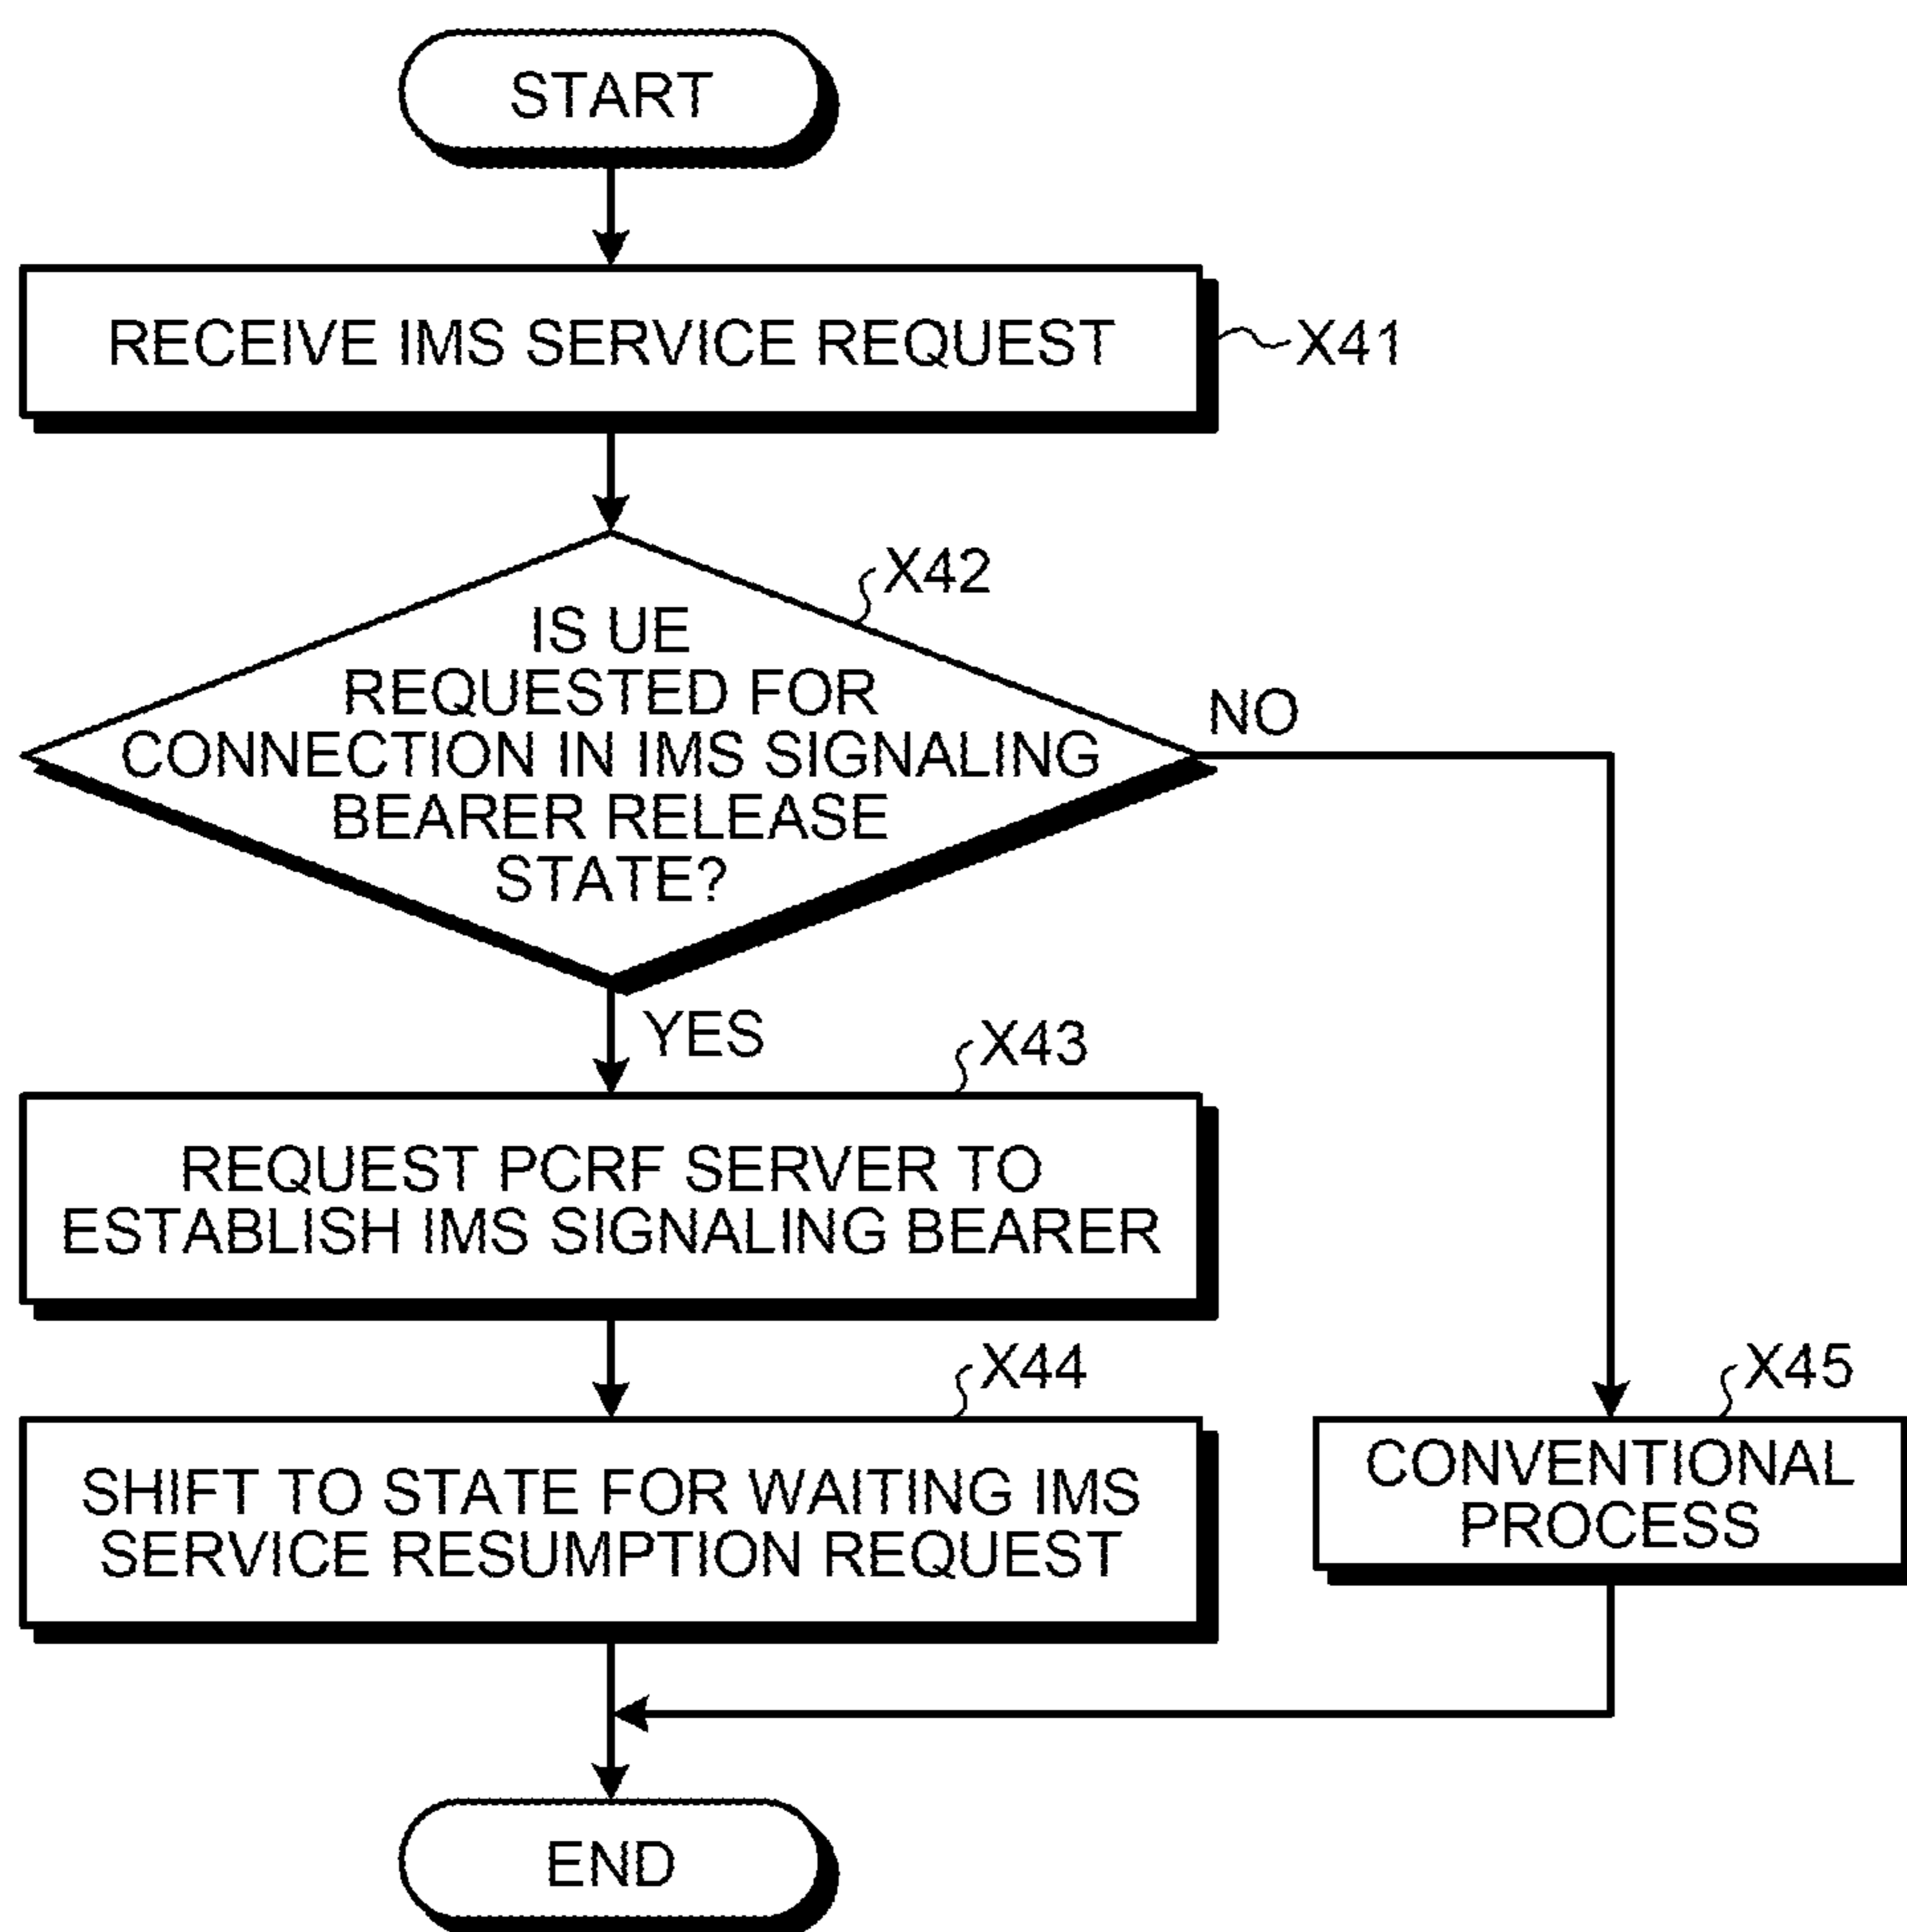 START
RECEIVE IMS SERVICE REQUEST
X41
X42
IS UE
REQUESTED FOR
CONNECTION IN IMS SIGNALING
BEARER RELEASE
STATE?
NO
YES
X43
REQUEST PCRF SERVER TO
ESTABLISH IMS SIGNALING BEARER
X44
SHIFT TO STATE FOR WAITING IMS
SERVICE RESUMPTION REQUEST
X45
CONVENTIONAL
PROCESS
END